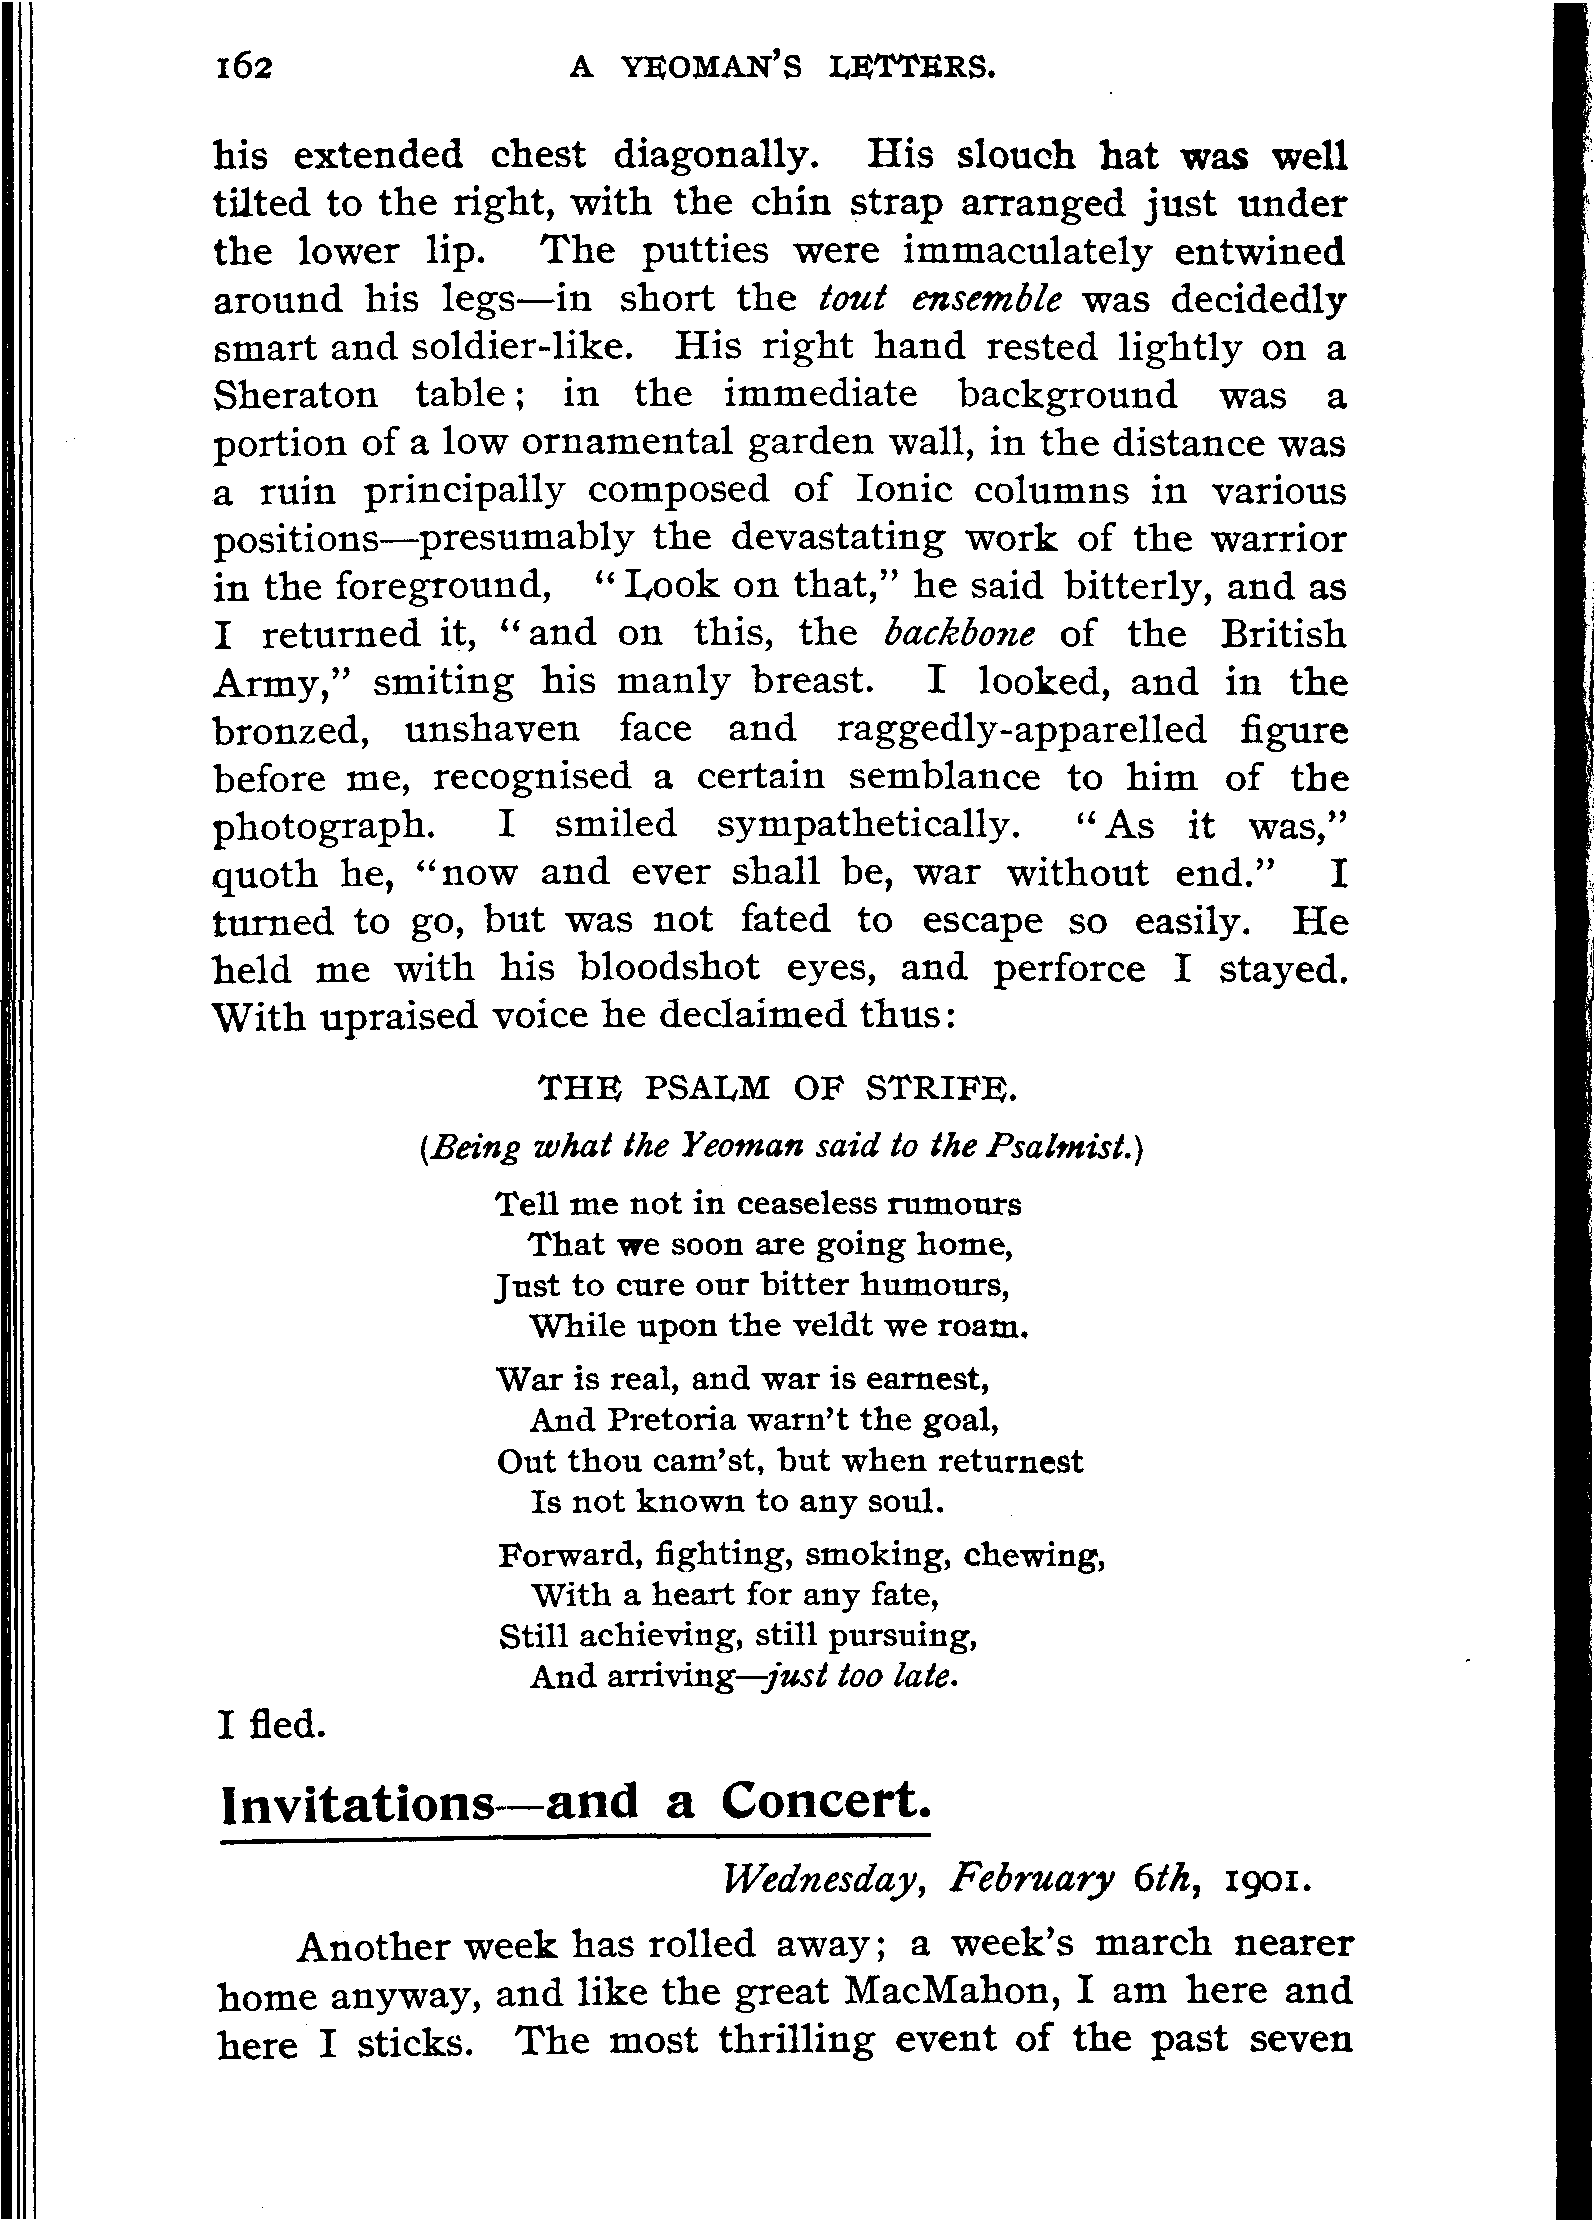 162 A YEOMAN'S LETTERS.
his extended chest diagonally. His slouch hat was well
tilted to the right, with the chin strap arranged just under
the lower lip. The putties were immaculately entwined
around his legs—in short the tout ensemble was decidedly
smart and soldier-like. His right hand rested lightly on a
Sheraton table; in the immediate background was a
portion of a low ornamental garden wall, in the distance was
a ruin principally composed of Ionic columns in various
positions—presumably the devastating work of the warrior
in the foreground, "Look on that," he said bitterly, and as
I returned it, "and on this, the backbone of the British
Army," smiting his manly breast. I looked, and in the
bronzed, unshaven face and raggedly-apparelled figure
before me, recognised a certain semblance to him of the
photograph. I smiled sympathetically. "As it was,"
quoth he, "now and ever shall be, war without end." I
turned to go, but was not fated to escape so easily. He
held me with his bloodshot eyes, and perforce I stayed.
With upraised voice he declaimed thus:
THE PSALM OF STRIFE.
(Being what the Yeoman said to the Psalmist.)
Tell me not in ceaseless rumours
That we soon are going home,
Just to cure our bitter humours,
While upon the veldt we roam.
War is real, and war is earnest,
And Pretoria warn't the goal,
Out thou cam'st, but when returnest
Is not known to any soul.
Forward, fighting, smoking, chewing,
With a heart for any fate,
Still achieving, still pursuing,
And arriving—just too late.
I fled.
Invitations—and a Concert.
Wednesday, February 6th, 1901.
Another week has rolled away; a week's march nearer
home anyway, and like the great MacMahon, I am here and
here I sticks. The most thrilling event of the past seven